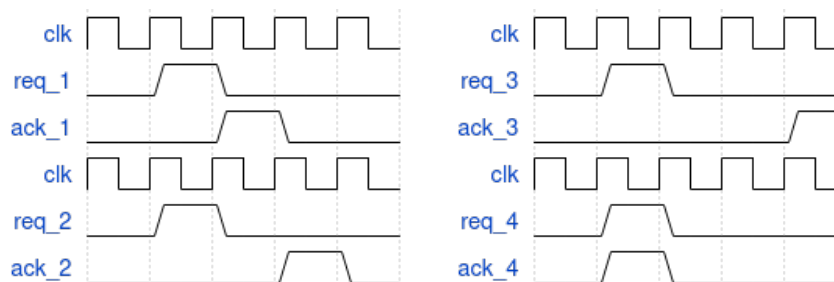 clk
req_1
ack_1
clk
req_2
ack_2
clk
req_3
ack_3
clk
req_4
ack_4